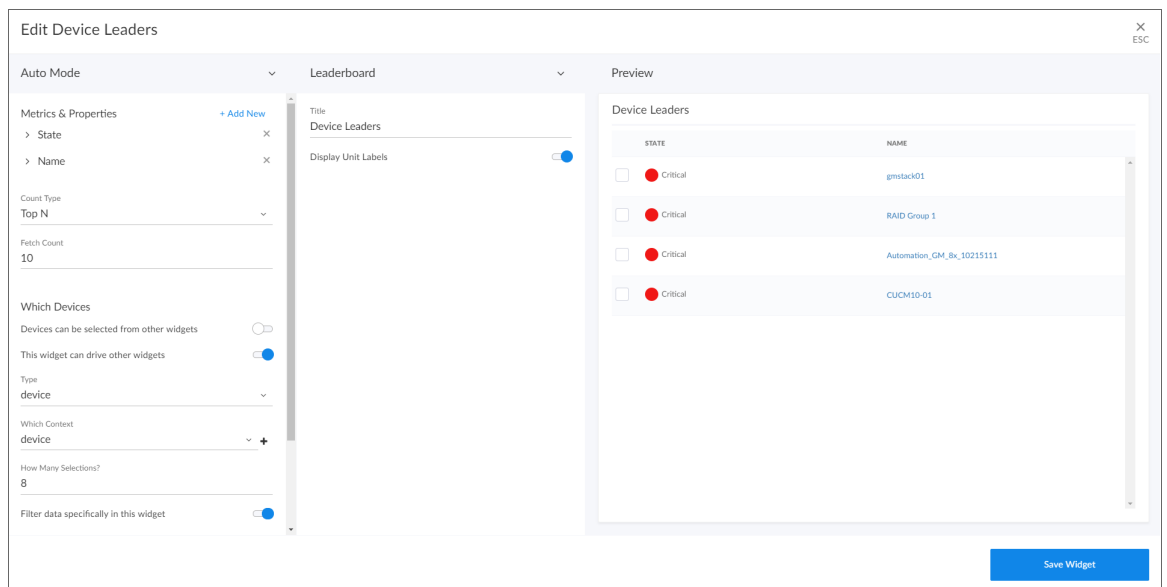 Edit Device Leaders
ESC
Auto Mode
Leaderboard
Preview
Metrics & Properties
+ Add New
State
Name
Count Type
Top N
Fetch Count
10
Which Devices
Devices can be selected from other widgets
This widget can drive other widgets
Type
device
Which Context
device
How Many Selections?
8
Filter data specifically in this widget
Title
Device Leaders
Display Unit Labels
Device Leaders
STATE NAME
Critical gmstack01
Critical RAID Group 1
Critical Automation_GM_8x_10215111
Critical CUCM10-01
Save Widget